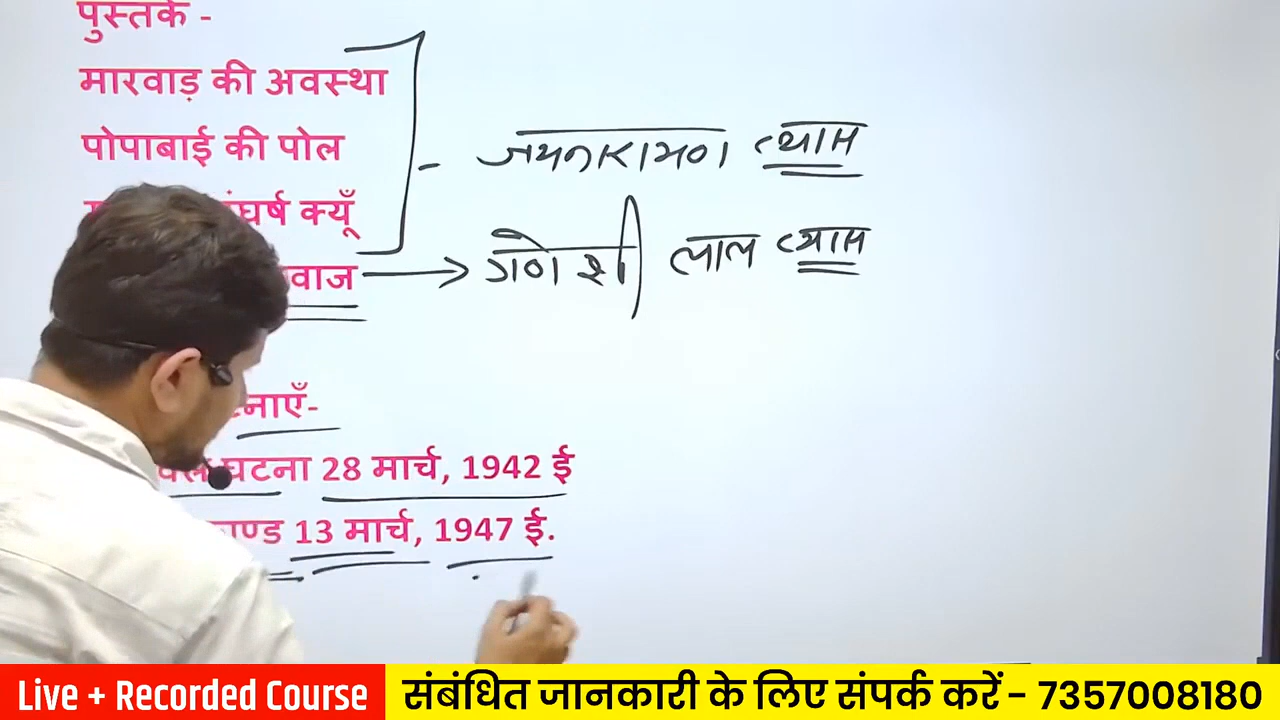 पुस्तकें -
मारवाड़ की अवस्था
पोपाबाई की पोल
संघर्ष क्यूँ
- जयनारायण व्यास
गणेशी लाल व्यास
घटना 28 मार्च, 1942 ई
13 मार्च, 1947 ई.
Live + Recorded Course
संबंधित जानकारी के लिए संपर्क करें - 7357008180